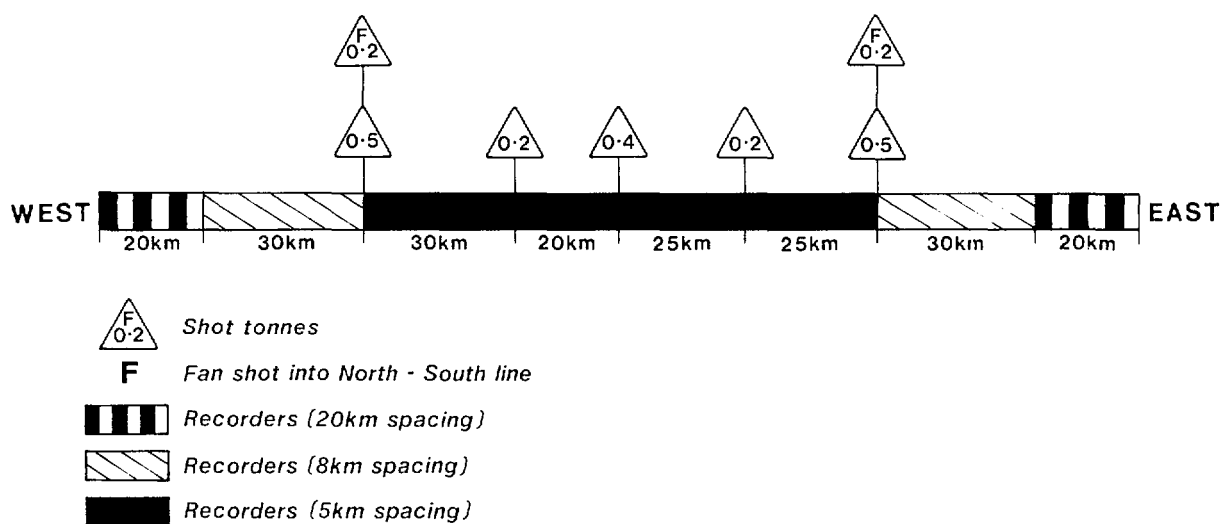 F F
0·2 0·2
0·5 0·2 0·4 0·2 0·5
WEST EAST
20km 30km 30km 20km 25km 25km 30km 20km
F
0·2 Shot tonnes
F Fan shot into North - South line
Recorders (20km spacing)
Recorders (8km spacing)
Recorders (5km spacing)